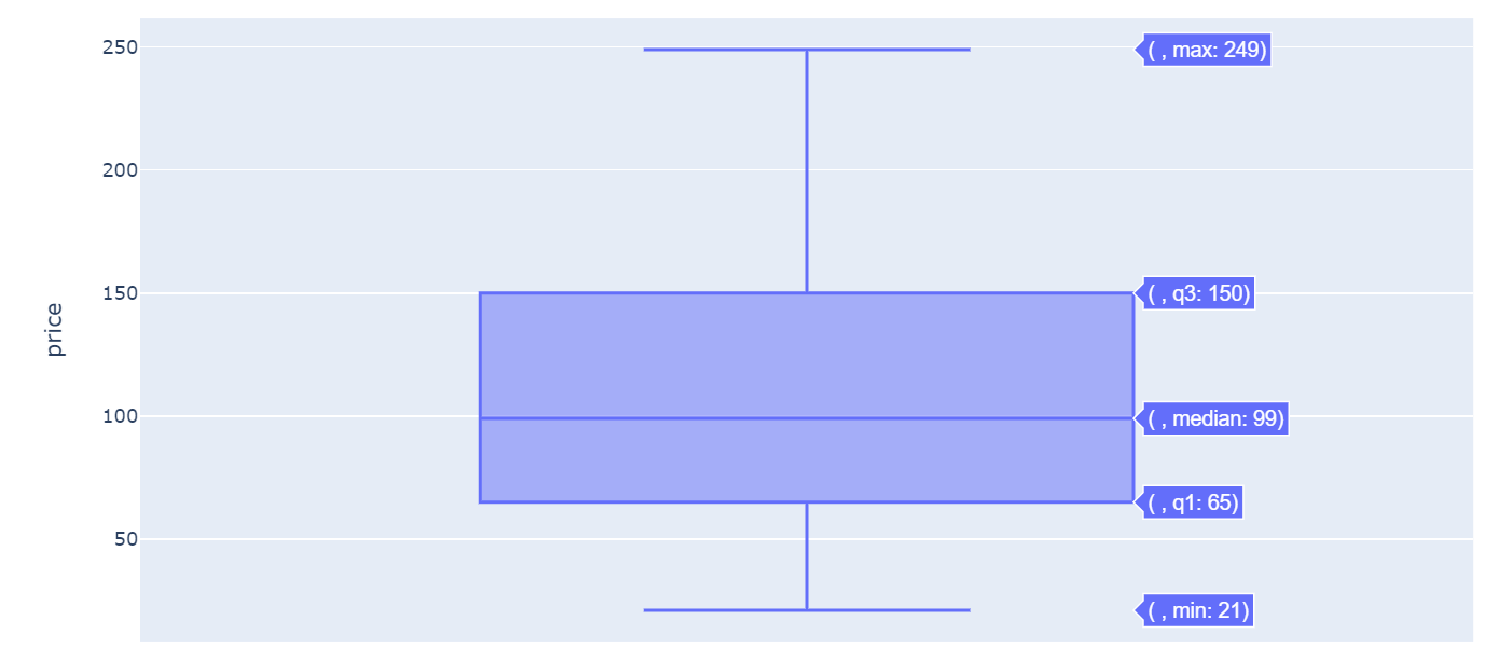 250
( , max: 249)
200
150
( , q3: 150)
price
100
( , median: 99)
( , q1: 65)
50
( , min: 21)